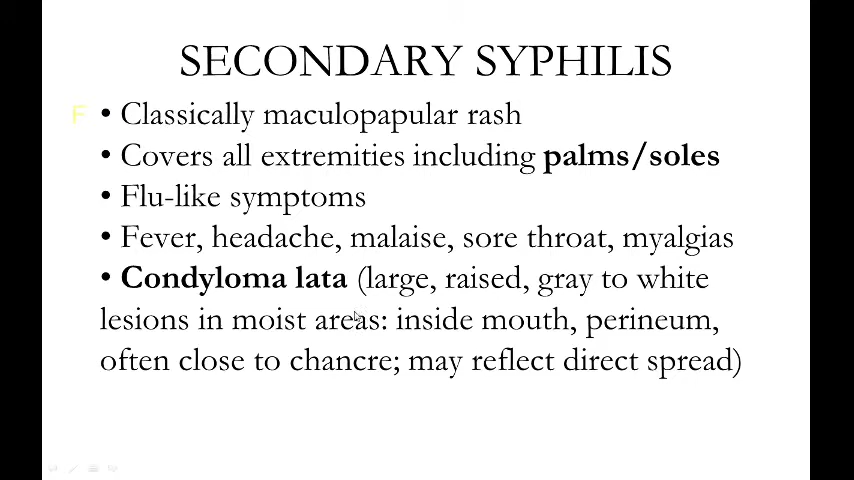 SECONDARY SYPHILIS
F • Classically maculopapular rash
• Covers all extremities including palms/soles
• Flu-like symptoms
• Fever, headache, malaise, sore throat, myalgias
• Condyloma lata (large, raised, gray to white
lesions in moist areas: inside mouth, perineum,
often close to chancre; may reflect direct spread)